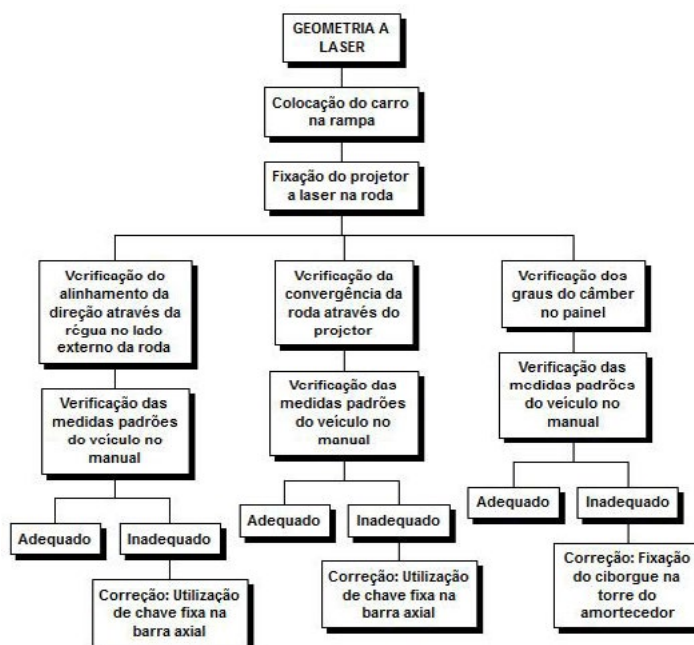 GEOMETRIA A
LASER
Colocação do carro
na rampa
Fixação do projetor
a laser na roda
Verificação do
alinhamento da
direção através da
régua no lado
externo da roda
Verificação das
medidas padrões
do veículo no
manual
Adequado
Inadequado
Correção: Utilização
de chave fixa na
barra axial
Verificação da
convergência da
roda através do
projetor
Verificação das
medidas padrões
do veículo no
manual
Adequado
Inadequado
Correção: Utilização
de chave fixa na
barra axial
Verificação dos
graus do câmber
no painel
Verificação das
medidas padrões
do veículo no
manual
Adequado
Inadequado
Correção: Fixação
do ciborgue na
torre do
amortecedor